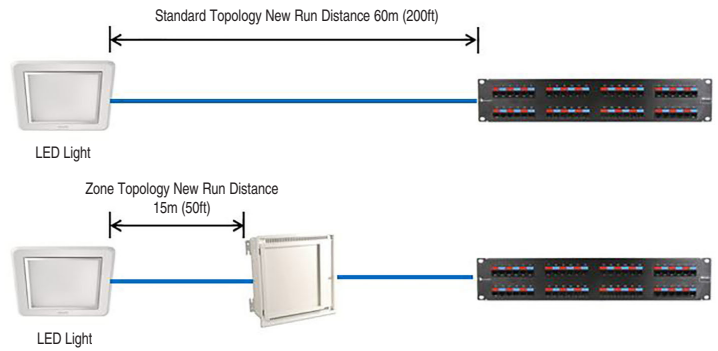 Standard Topology New Run Distance 60m (200ft)
LED Light
Zone Topology New Run Distance
15m (50ft)
LED Light